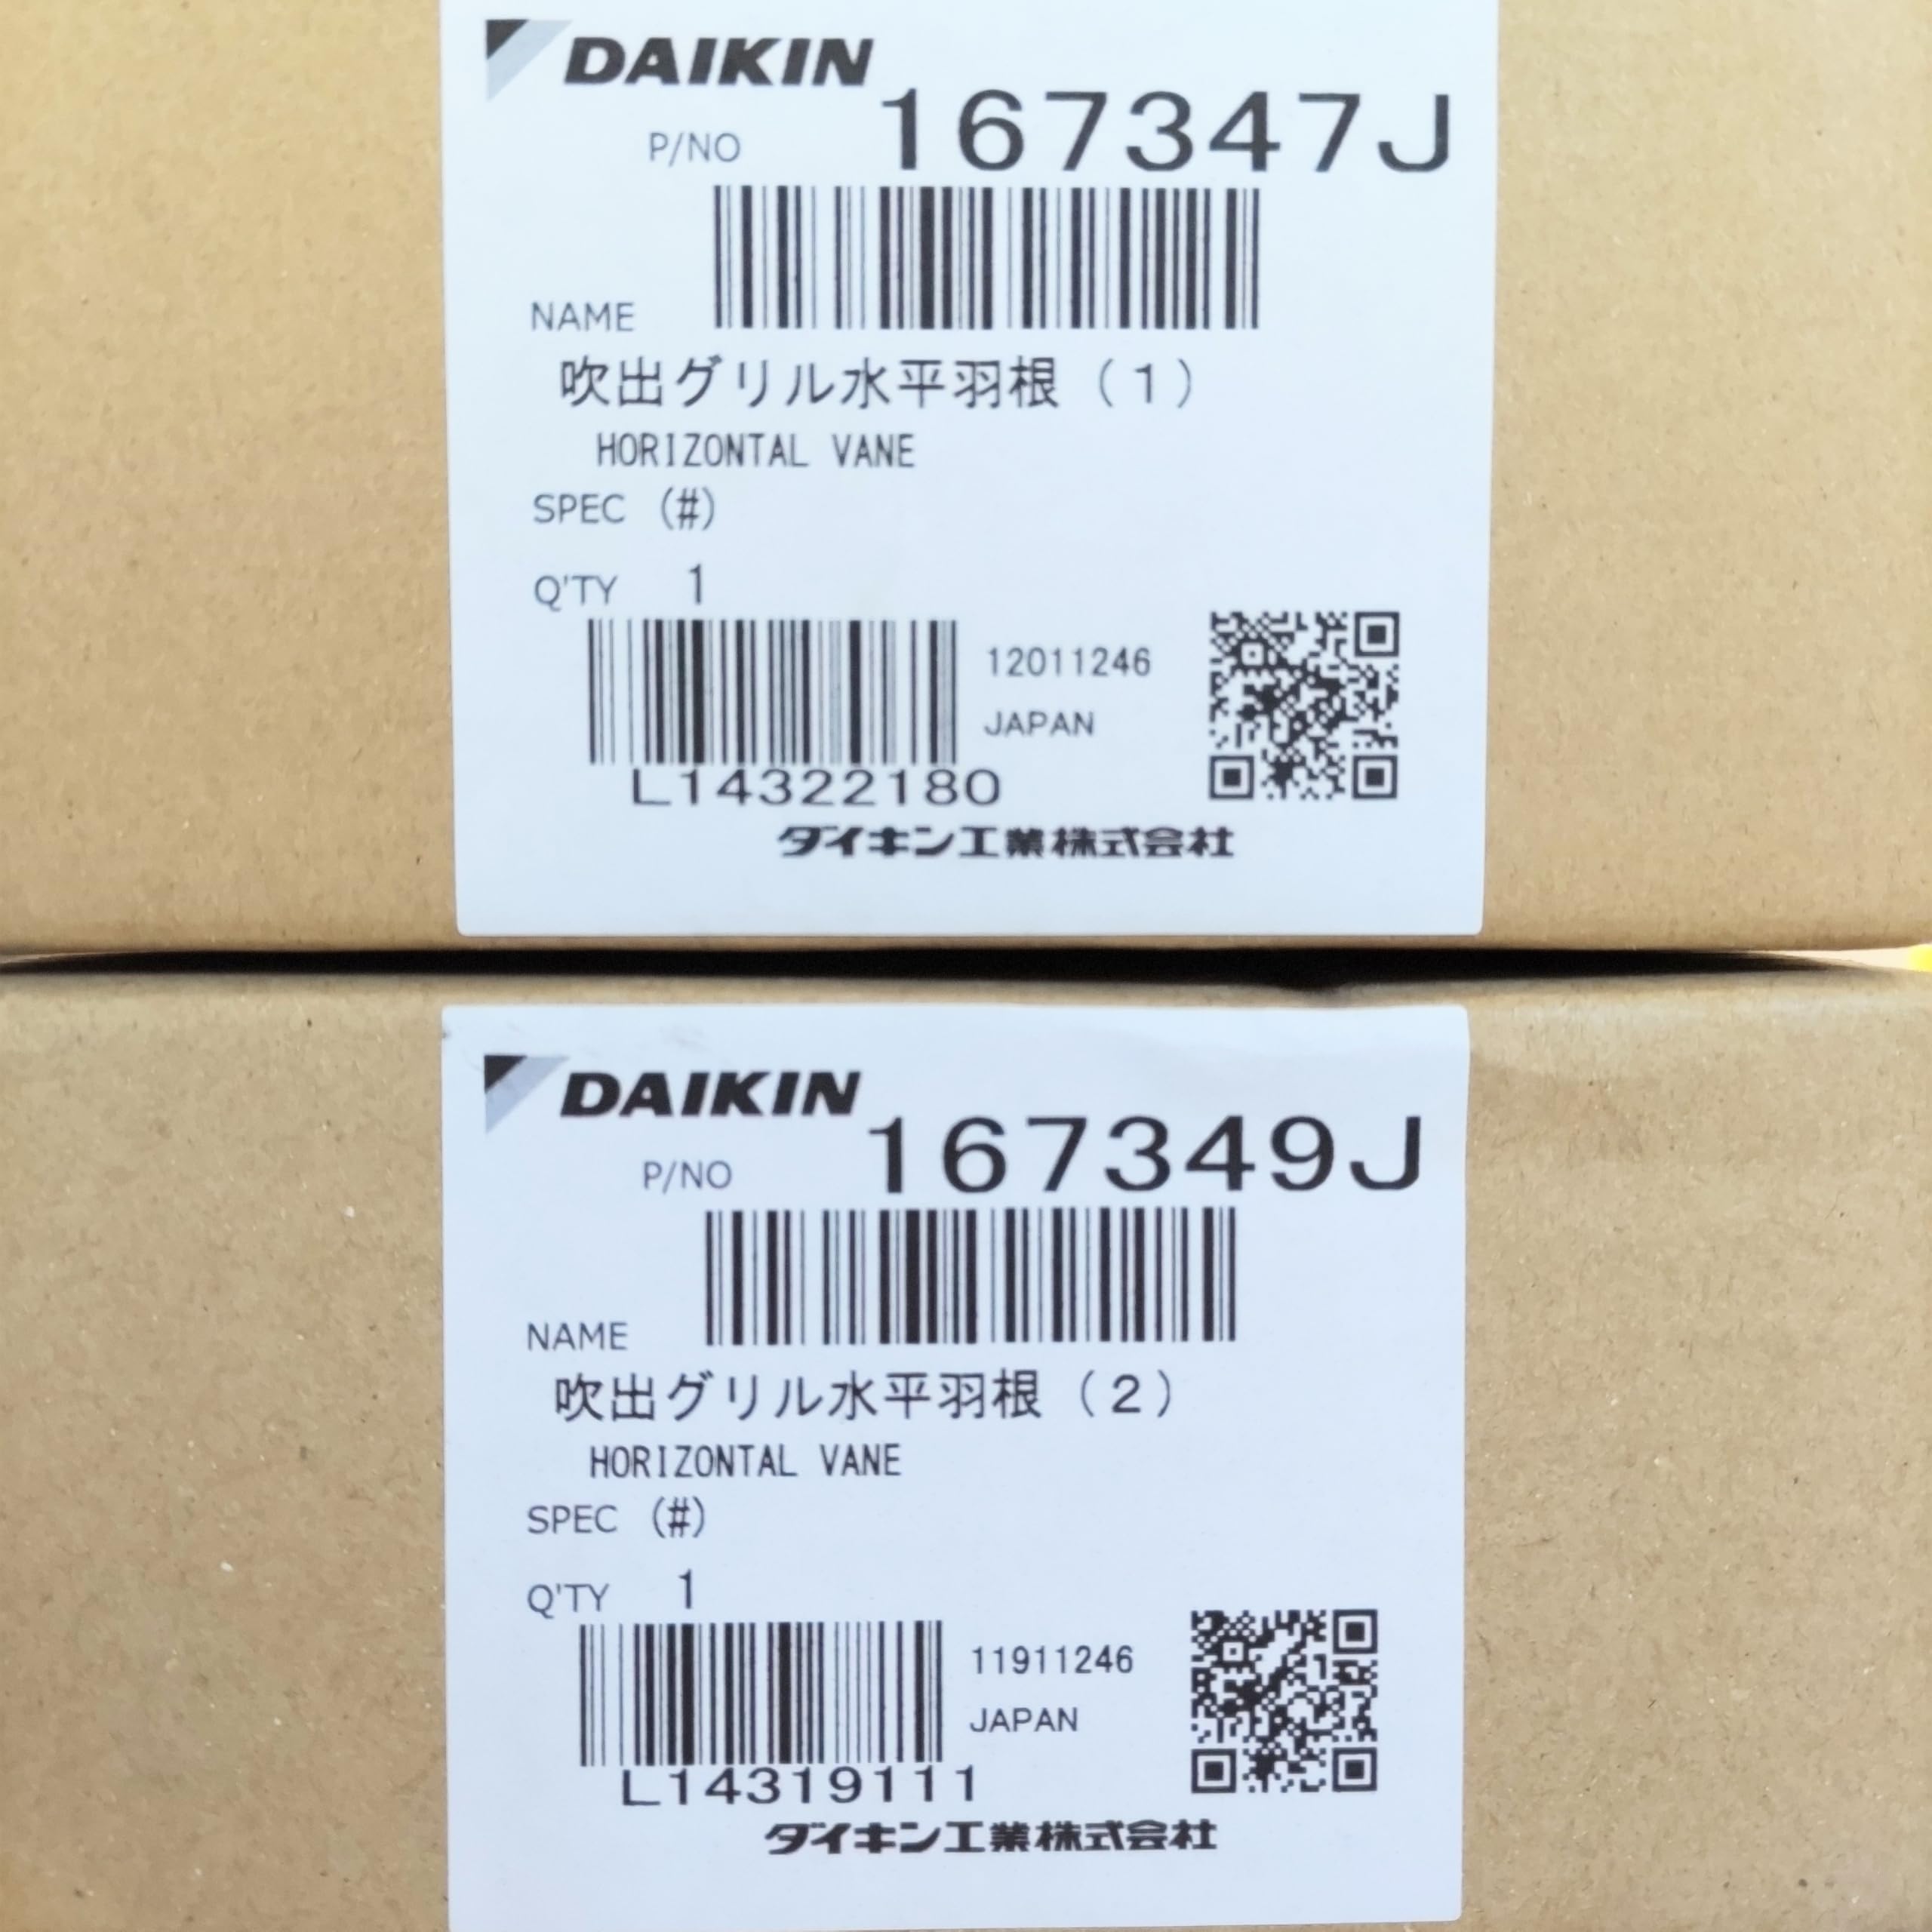 DAIKIN
P/NO 167347J
NAME
吹出グリル水平羽根（1）
HORIZONTAL VANE
SPEC (#)
Q'TY 1
12011246
JAPAN
L14322180
ダイキン工業株式会社
DAIKIN
P/NO 167349J
NAME
吹出グリル水平羽根（2）
HORIZONTAL VANE
SPEC (#)
Q'TY 1
11911246
JAPAN
L14319111
ダイキン工業株式会社